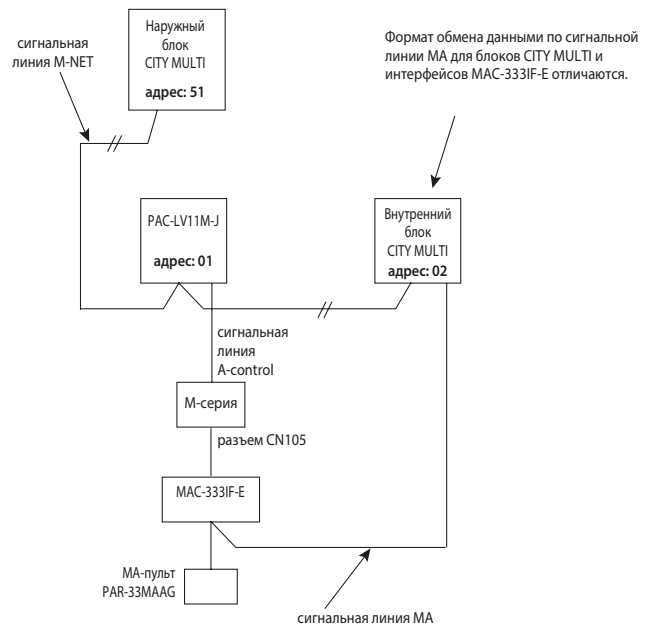 Наружный
блок
CITY MULTI
адрес: 51
сигнальная
линия M-NET
Формат обмена данными по сигнальной
линии МА для блоков CITY MULTI и
интерфейсов MAC-333IF-E отличаются.
PAC-LV11M-J
адрес: 01
Внутренний
блок
CITY MULTI
адрес: 02
сигнальная
линия
A-control
М-серия
разъем CN105
MAC-333IF-E
МА-пульт
PAR-33MAAG
сигнальная линия МА